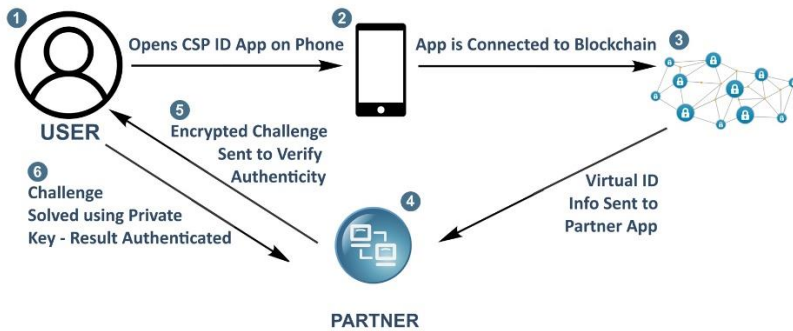 1
Opens CSP ID App on Phone
2
App is Connected to Blockchain
3
USER
5
Encrypted Challenge
Sent to Verify
Authenticity
6
Challenge
Solved using Private
Key - Result Authenticated
4
Virtual ID
Info Sent to
Partner App
PARTNER